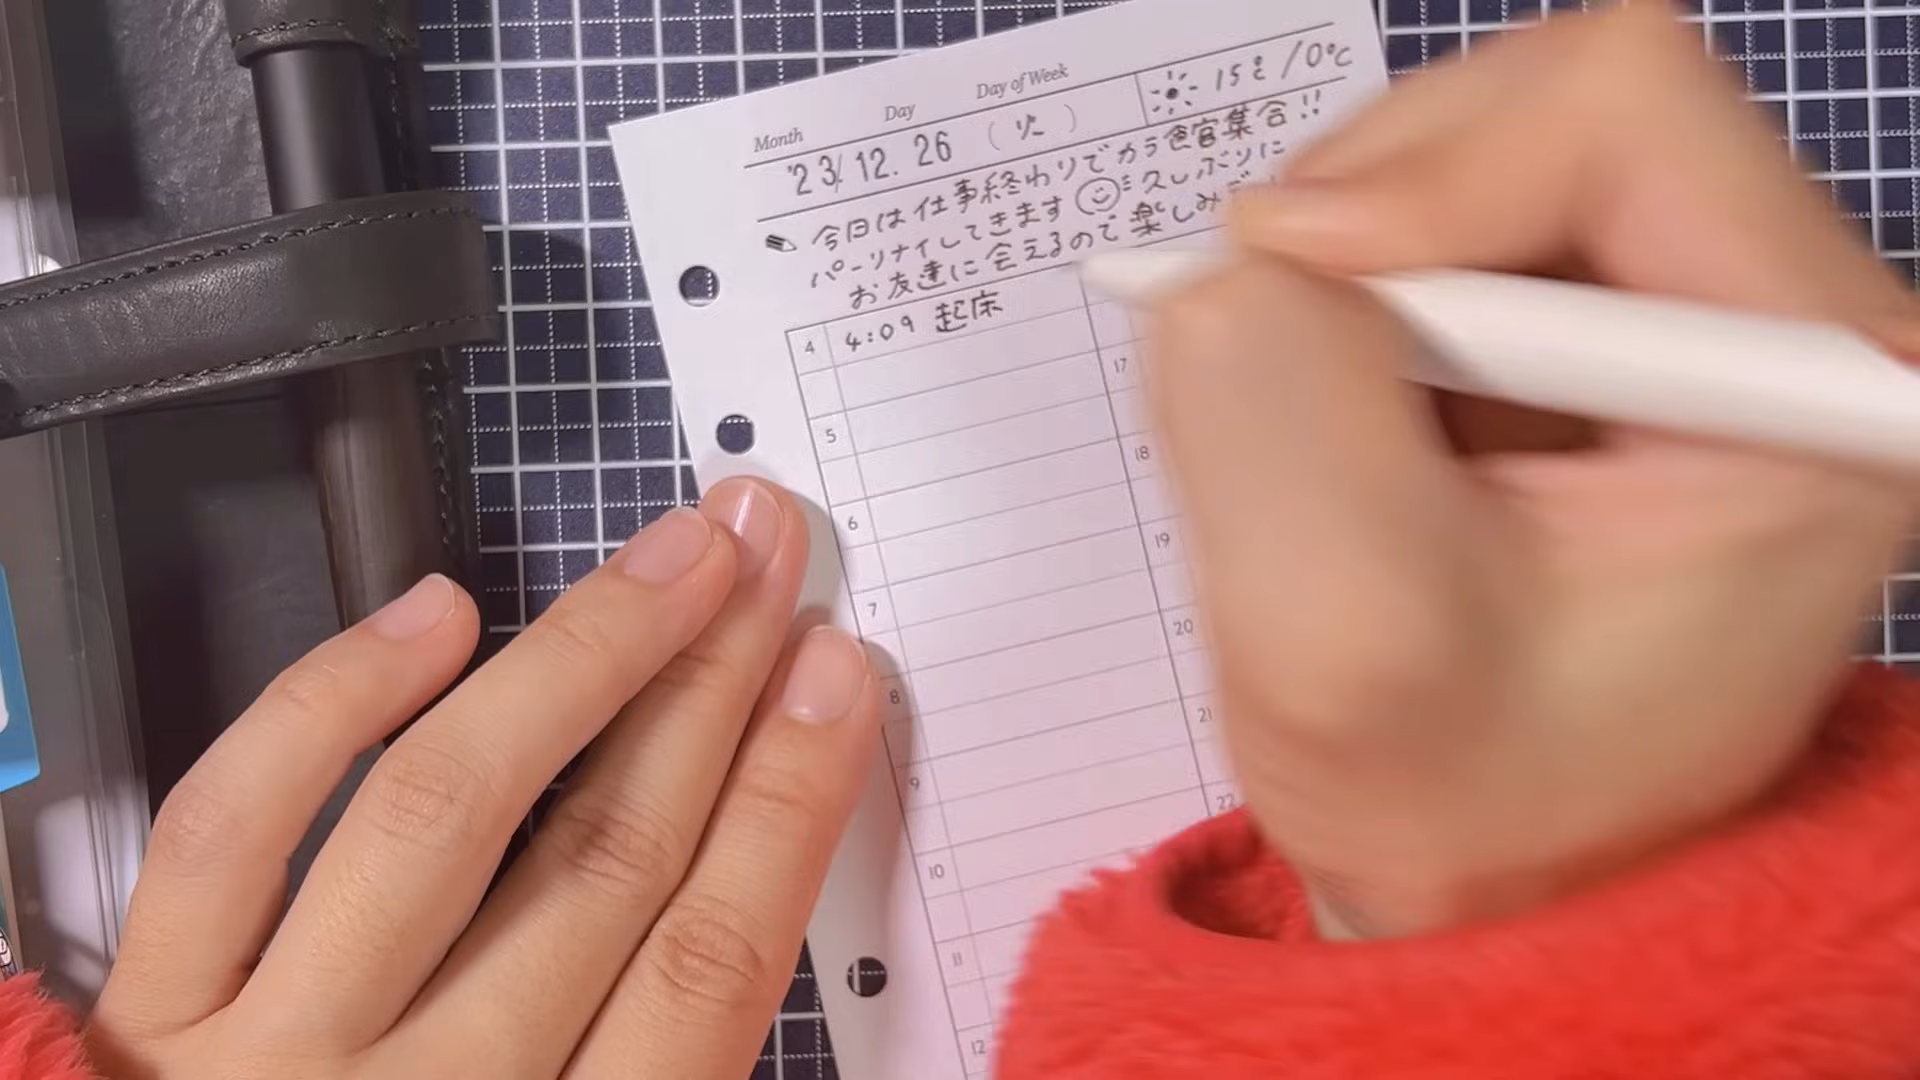 Month Day Day of Week
'23. 12. 26 (火) 15℃/0℃
今日は仕事終わりでカラ館集合!!
パーリナイしてきます 久しぶりに
お友達に会えるので楽しみ
4 4:09 起床
5
6
7
8
9
10
11
12
17
18
19
20
21
22